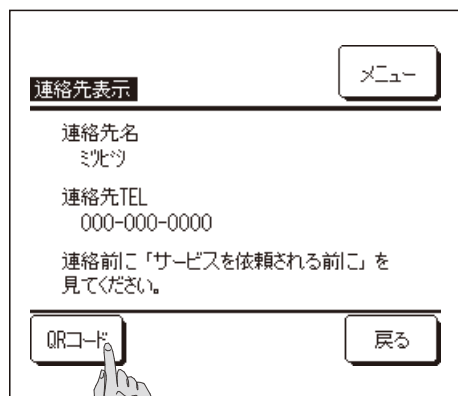 メニュー
連絡先表示
連絡先名
ミツビシ
連絡先TEL
000-000-0000
連絡前に「サービスを依頼される前に」を
見てください。
QRコード
戻る